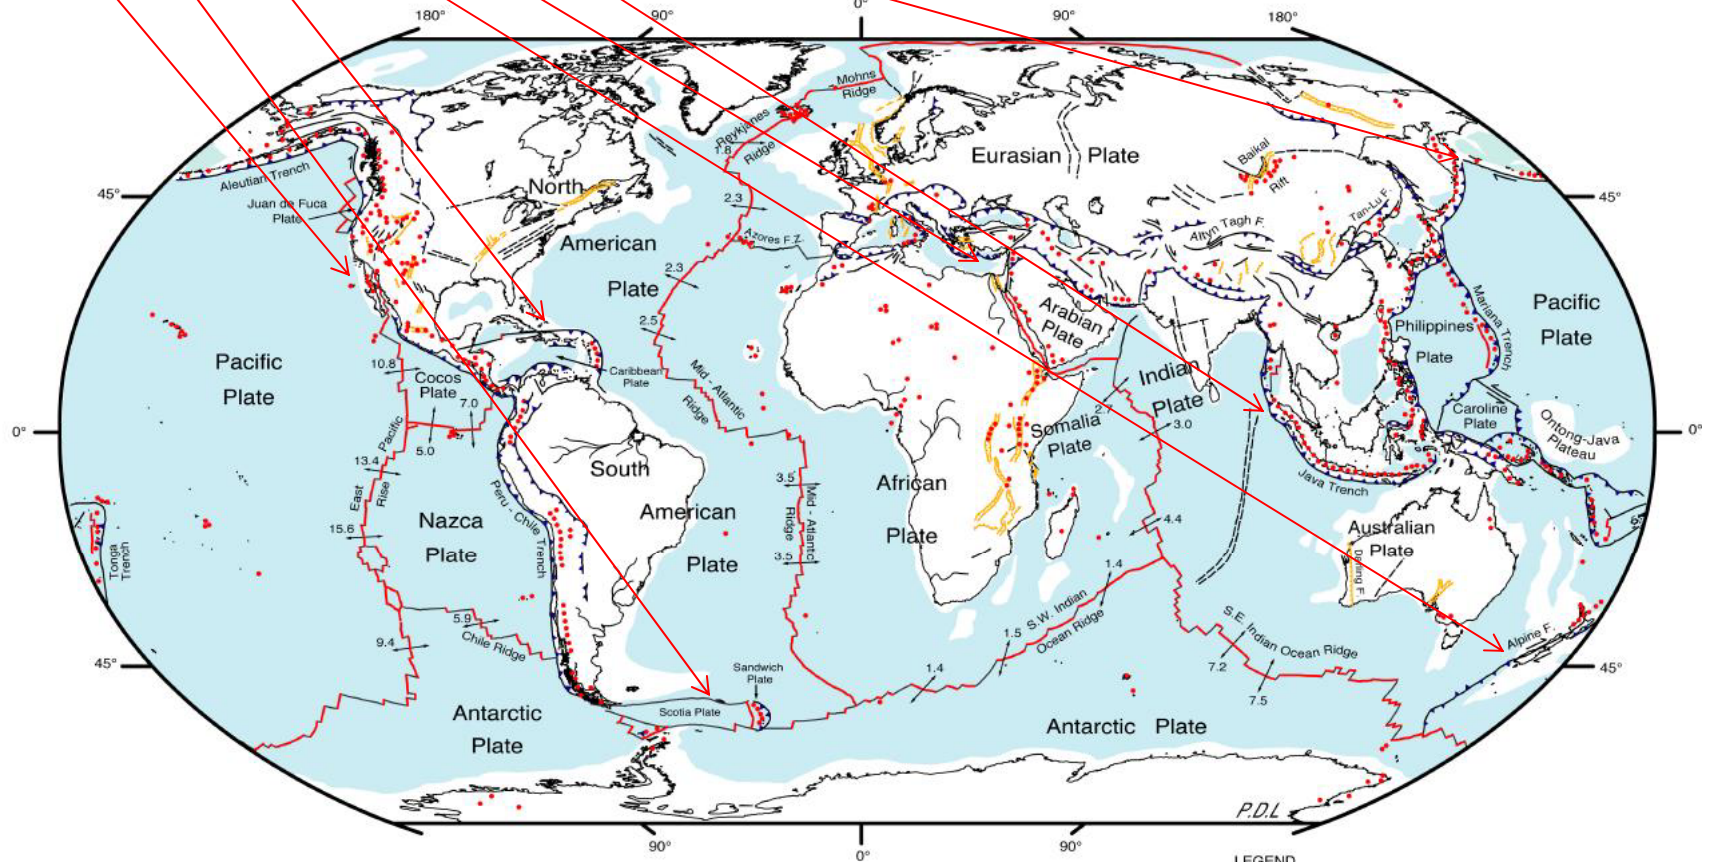 180°
90°
0°
90°
180°
Mohns
Ridge
Reykjanes
Ridge
1.8
Eurasian Plate
Baikal
Rift
Aleutian Trench
45°
North
Juan de Fuca
Plate
2.3
Tan-Lu F.
45°
Altyn Tagh F.
Azores F.Z.
American
Plate
2.3
2.5
Arabian
Plate
Mariana Trench
Philippines
Plate
Pacific
Plate
Pacific
Plate
10.8
Cocos
Plate
7.0
Caribbean
Plate
Mid - Atlantic
Ridge
Indian
Plate
2.7
3.0
Somalia
Plate
Caroline
Plate
Ontong-Java
Plateau
0°
0°
5.0
Pacific
East
Rise
13.4
15.6
South
American
Plate
3.5
Mid - Atlantic
Ridge
3.5
African
Plate
Java Trench
Peru - Chile Trench
Nazca
Plate
4.4
Australian
Plate
Darling F.
Tonga
Trench
1.4
5.9
Chile Ridge
9.4
1.5
S.W. Indian
Ocean Ridge
S.E. Indian Ocean Ridge
7.2
7.5
Alpine F.
45°
45°
1.4
Sandwich
Plate
Scotia Plate
Antarctic
Plate
Antarctic Plate
P.D.L
90°
0°
90°
LEGEND